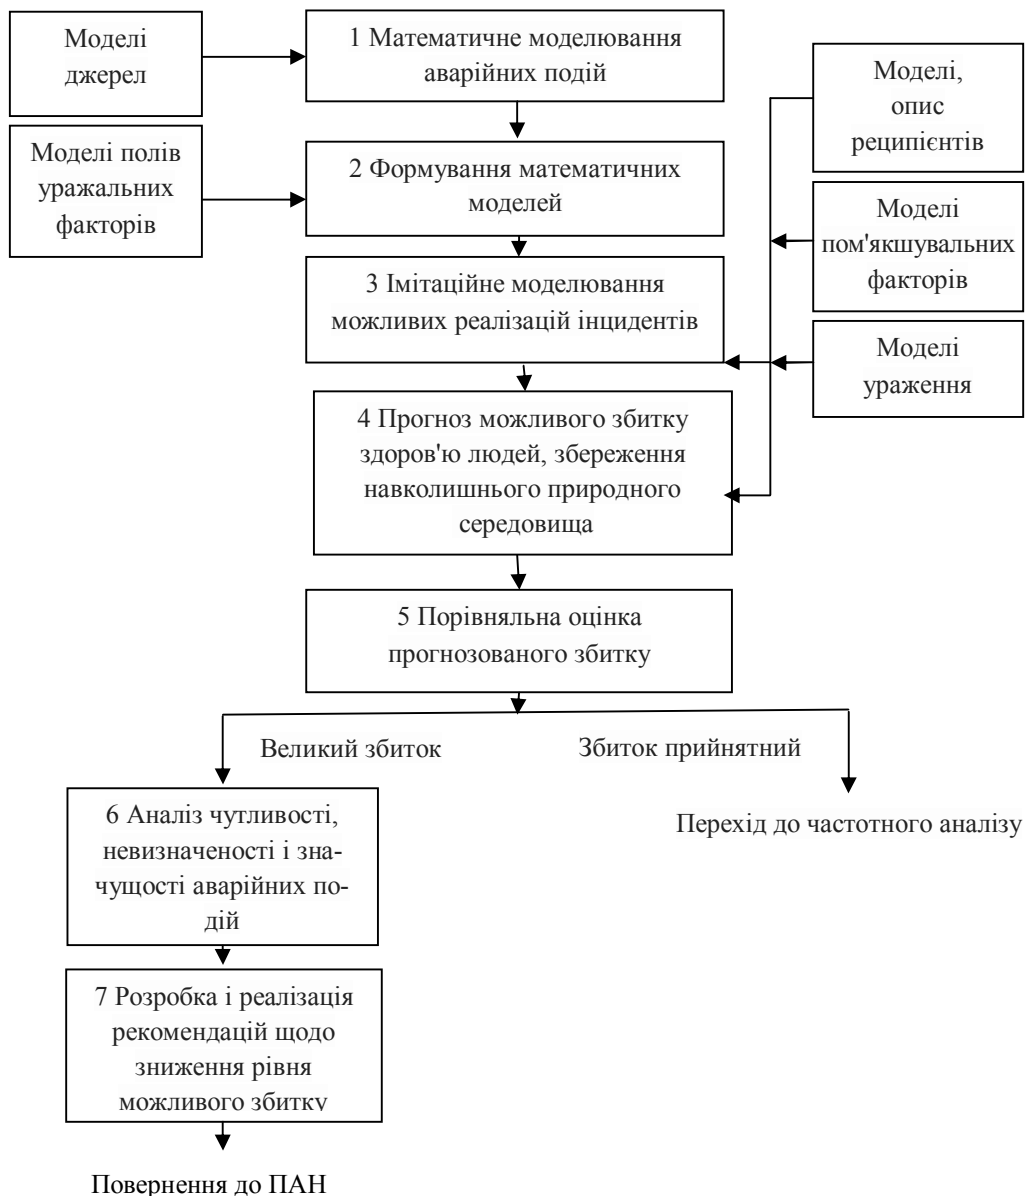 Моделі
джерел
1 Математичне моделювання
аварійних подій
Моделі,
опис
реципієнтів
Моделі полів
уражальних
факторів
2 Формування математичних
моделей
Моделі
пом'якшувальних
факторів
3 Імітаційне моделювання
можливих реалізацій інцидентів
Моделі
ураження
4 Прогноз можливого збитку
здоров'ю людей, збереження
навколишнього природного
середовища
5 Порівняльна оцінка
прогнозованого збитку
Великий збиток
Збиток прийнятний
6 Аналіз чутливості,
невизначеності і зна-
чущості аварійних по-
дій
Перехід до частотного аналізу
7 Розробка і реалізація
рекомендацій щодо
зниження рівня
можливого збитку
Повернення до ПАН